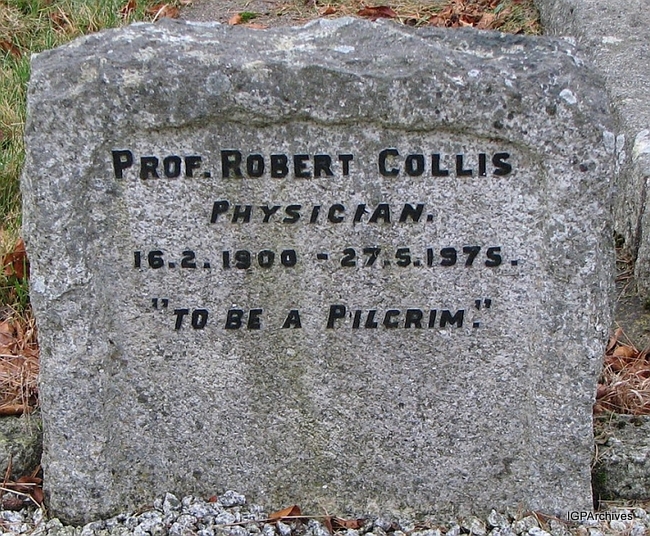 PROF. ROBERT COLLIS
PHYSICIAN.
16.2.1900 - 27.5.1975.
"TO BE A PILGRIM."
IGPArchives